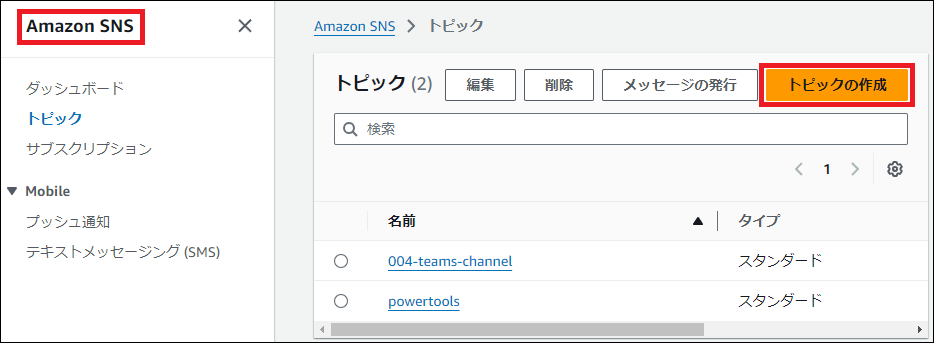 Amazon SNS
ダッシュボード
トピック
サブスクリプション
Mobile
プッシュ通知
テキストメッセージング (SMS)
Amazon SNS > トピック
トピック (2) 編集 削除 メッセージの発行 トピックの作成
検索
1
名前 タイプ
004-teams-channel スタンダード
powertools スタンダード